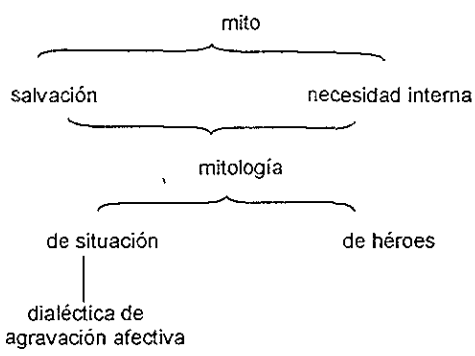 mito
salvación necesidad interna
mitología
de situación de héroes
dialéctica de
agravación afectiva